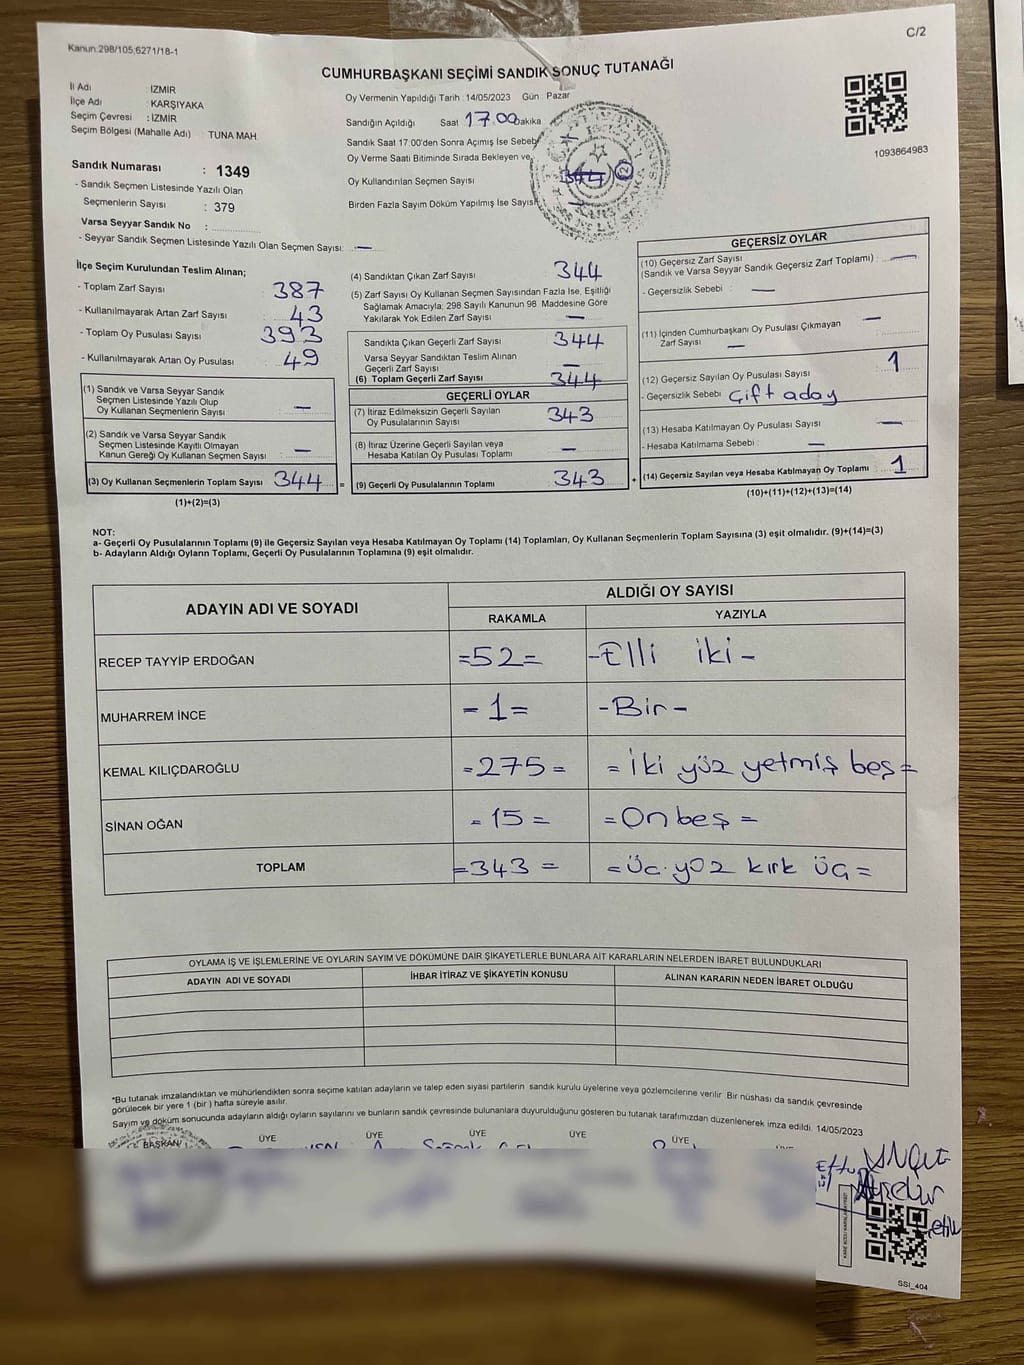 Kanun:298/105,6271/18-1
C/2
CUMHURBAŞKANI SEÇİMİ SANDIK SONUÇ TUTANAĞI
İl Adı : İZMİR
İlçe Adı : KARŞIYAKA
Seçim Çevresi : İZMİR
Seçim Bölgesi (Mahalle Adı) : TUNA MAH
Oy Vermenin Yapıldığı Tarih :14/05/2023 Gün : Pazar
Sandığın Açıldığı Saat 17.00 Dakika
Sandık Saat 17:00'den Sonra Açımış İse Sebeb
Oy Verme Saati Bitiminde Sırada Bekleyen ve
Oy Kullandırılan Seçmen Sayısı
Birden Fazla Sayım Döküm Yapılmış İse Sayıs
1093864983
Sandık Numarası : 1349
- Sandık Seçmen Listesinde Yazılı Olan
Seçmenlerin Sayısı : 379
Varsa Seyyar Sandık No :
- Seyyar Sandık Seçmen Listesinde Yazılı Olan Seçmen Sayısı: —
İlçe Seçim Kurulundan Teslim Alınan;
- Toplam Zarf Sayısı : 387
- Kullanılmayarak Artan Zarf Sayısı : 43
- Toplam Oy Pusulası Sayısı : 393
- Kullanılmayarak Artan Oy Pusulası : 49
(1) Sandık ve Varsa Seyyar Sandık
Seçmen Listesinde Yazılı Olup
Oy Kullanan Seçmenlerin Sayısı : —
(2) Sandık ve Varsa Seyyar Sandık
Seçmen Listesinde Kayıtlı Olmayan
Kanun Gereği Oy Kullanan Seçmen Sayısı : —
(3) Oy Kullanan Seçmenlerin Toplam Sayısı : 344
(1)+(2)=(3)
(4) Sandıktan Çıkan Zarf Sayısı 344
(5) Zarf Sayısı Oy Kullanan Seçmen Sayısından Fazla İse, Eşitliği
Sağlamak Amacıyla; 298 Sayılı Kanunun 98. Maddesine Göre
Yakılarak Yok Edilen Zarf Sayısı —
Sandıkta Çıkan Geçerli Zarf Sayısı 344
Varsa Seyyar Sandıktan Teslim Alınan
Geçerli Zarf Sayısı —
(6) Toplam Geçerli Zarf Sayısı 344
GEÇERLİ OYLAR
(7) İtiraz Edilmeksizin Geçerli Sayılan
Oy Pusulalarının Sayısı 343
(8) İtiraz Üzerine Geçerli Sayılan veya
Hesaba Katılan Oy Pusulası Toplamı —
= (9) Geçerli Oy Pusulalarının Toplamı 343
GEÇERSİZ OYLAR
(10) Geçersiz Zarf Sayısı
(Sandık ve Varsa Seyyar Sandık Geçersiz Zarf Toplamı) : —
- Geçersizlik Sebebi : —
(11) İçinden Cumhurbaşkanı Oy Pusulası Çıkmayan —
Zarf Sayısı —
(12) Geçersiz Sayılan Oy Pusulası Sayısı 1
- Geçersizlik Sebebi Çift aday
(13) Hesaba Katılmayan Oy Pusulası Sayısı —
- Hesaba Katılmama Sebebi : —
+ (14) Geçersiz Sayılan veya Hesaba Katılmayan Oy Toplamı : 1
(10)+(11)+(12)+(13)=(14)
NOT:
a- Geçerli Oy Pusulalarının Toplamı (9) ile Geçersiz Sayılan veya Hesaba Katılmayan Oy Toplamı (14) Toplamları, Oy Kullanan Seçmenlerin Toplam Sayısına (3) eşit olmalıdır. (9)+(14)=(3)
b- Adayların Aldığı Oyların Toplamı, Geçerli Oy Pusulalarının Toplamına (9) eşit olmalıdır.
ADAYIN ADI VE SOYADI
ALDIĞI OY SAYISI
RAKAMLA YAZIYLA
RECEP TAYYİP ERDOĞAN =52= -Elli iki-
MUHARREM İNCE -1= -Bir-
KEMAL KILIÇDAROĞLU =275= =iki yüz yetmiş beş=
SİNAN OĞAN =15= =On beş=
TOPLAM =343= =Üç yüz kırk üç=
OYLAMA İŞ VE İŞLEMLERİNE VE OYLARIN SAYIM VE DÖKÜMÜNE DAİR ŞİKAYETLERLE BUNLARA AİT KARARLARIN NELERDEN İBARET BULUNDUKLARI
ADAYIN ADI VE SOYADI İHBAR İTİRAZ VE ŞİKAYETİN KONUSU ALINAN KARARIN NEDEN İBARET OLDUĞU
*Bu tutanak imzalandıktan ve mühürlendikten sonra seçime katılan adayların ve talep eden siyasi partilerin sandık kurulu üyelerine veya gözlemcilerine verilir Bir nüshası da sandık çevresinde
görülecek bir yere 1 (bir) hafta süreyle asılır.
Sayım ve döküm sonucunda adayların aldığı oyların sayılarını ve bunların sandık çevresinde bulunanlara duyurulduğunu gösteren bu tutanak tarafımızdan düzenlenerek imza edildi. 14/05/2023
BAŞKAN ÜYE ÜYE ÜYE ÜYE ÜYE
SSİ_404